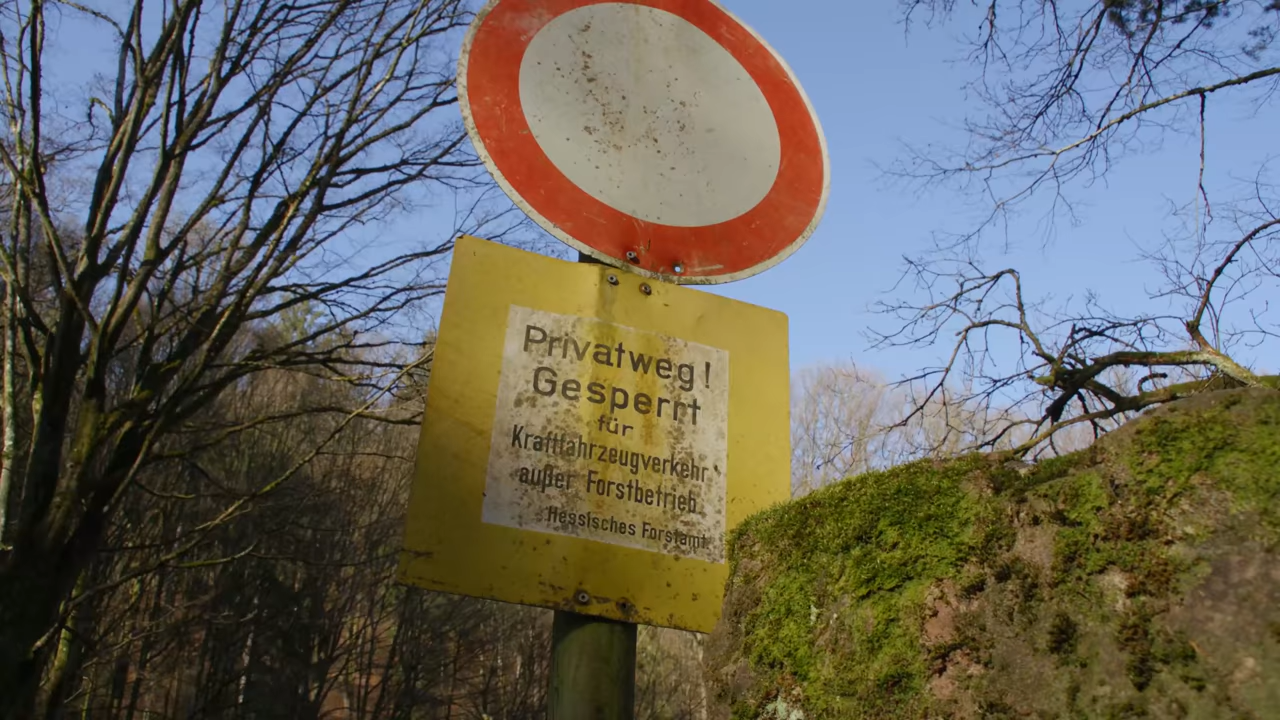 Privatweg!
Gesperrt
für
Kraftfahrzeugverkehr
außer Forstbetrieb.
Hessisches Forstamt.